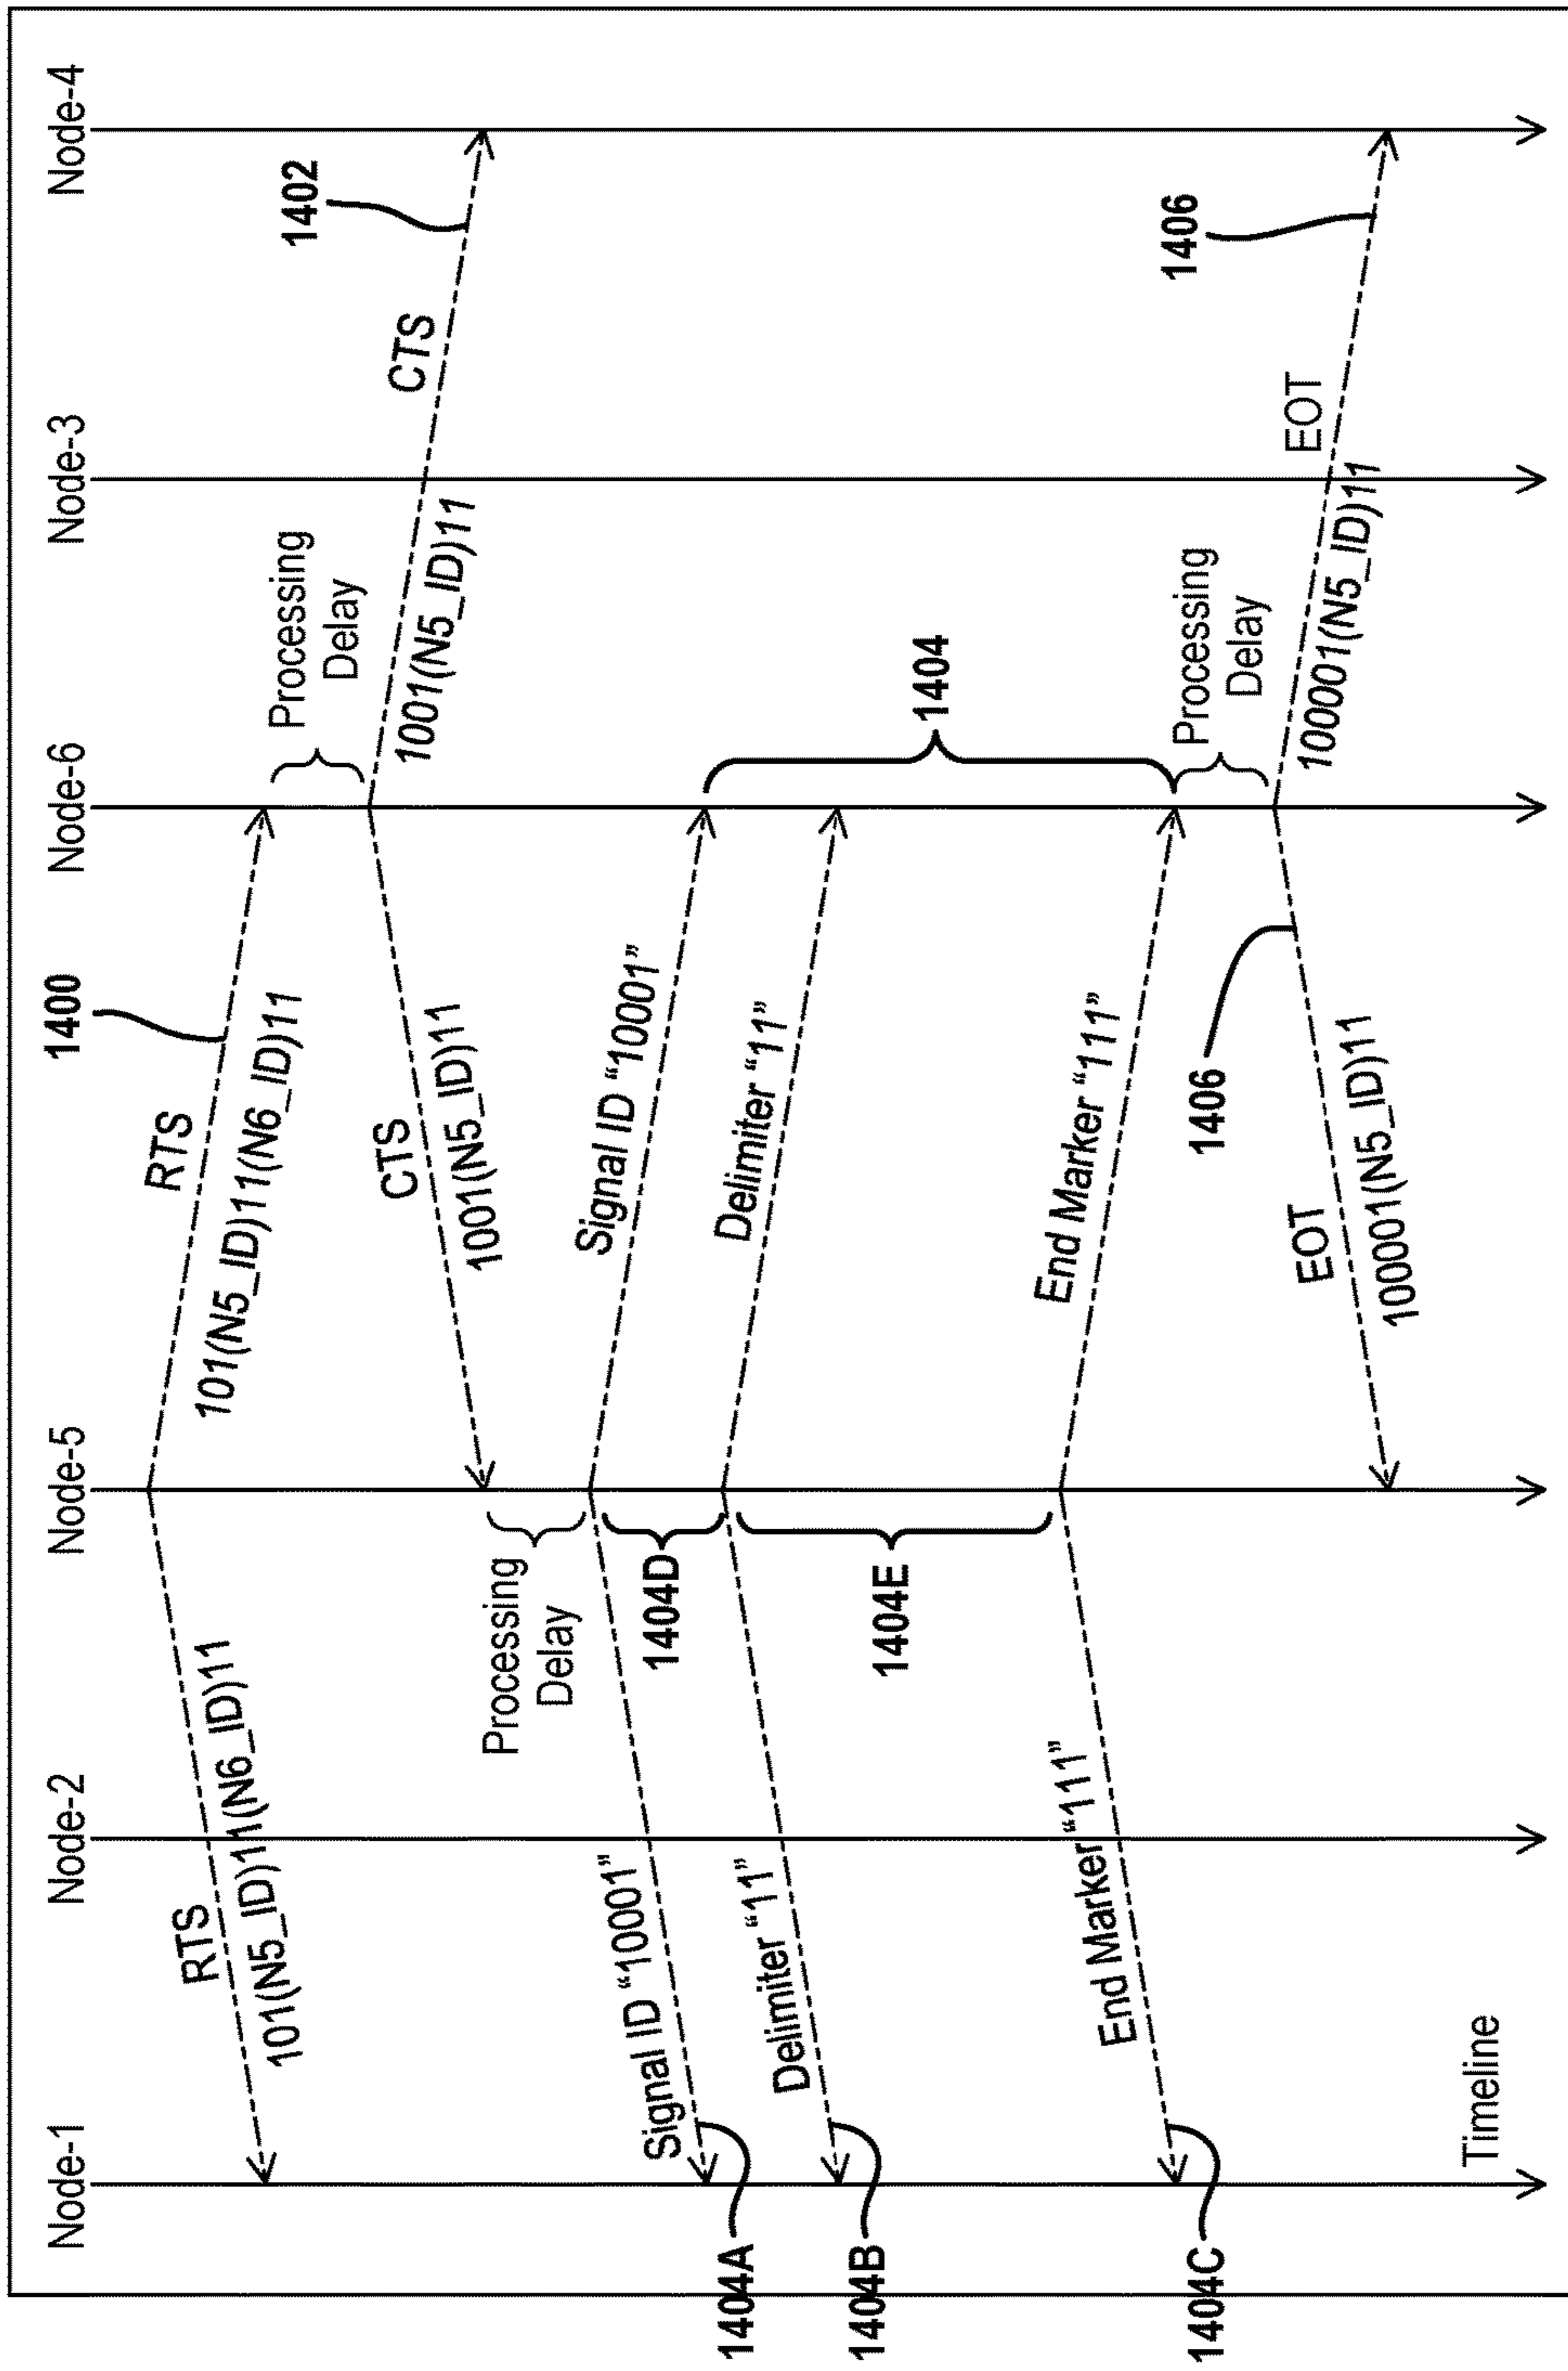 Node-1
Node-2
Node-5
Node-6
Node-3
Node-4
1400
RTS
101(N5_ID)11(N6_ID)11
RTS
101(N5_ID)11(N6_ID)11
Processing
Delay
1402
CTS
1001(N5_ID)11
CTS
1001(N5_ID)11
Processing
Delay
Signal ID “10001”
Signal ID “10001”
1404A
1404D
Delimiter “11”
Delimiter “11”
1404B
1404E
1404
End Marker “111”
End Marker “111”
1404C
Processing
Delay
1406
1406
EOT
100001(N5_ID)11
EOT
100001(N5_ID)11
Timeline